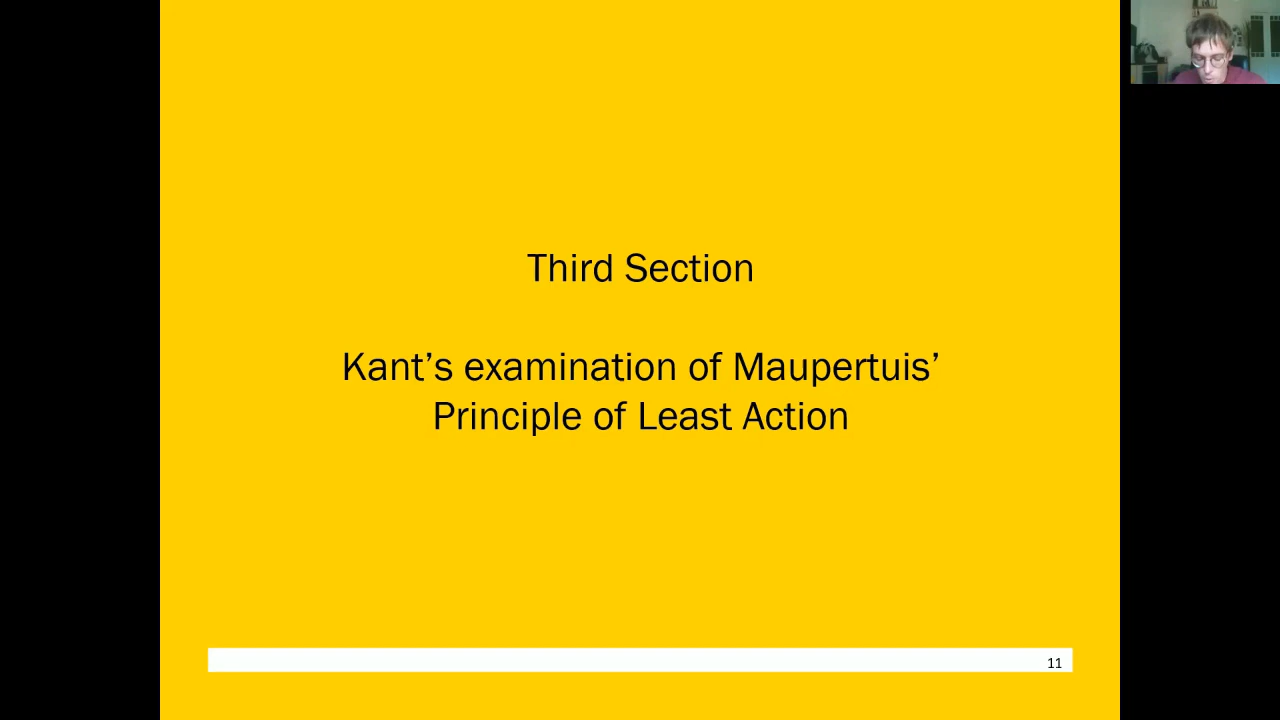 Third Section
Kant’s examination of Maupertuis’
Principle of Least Action
11